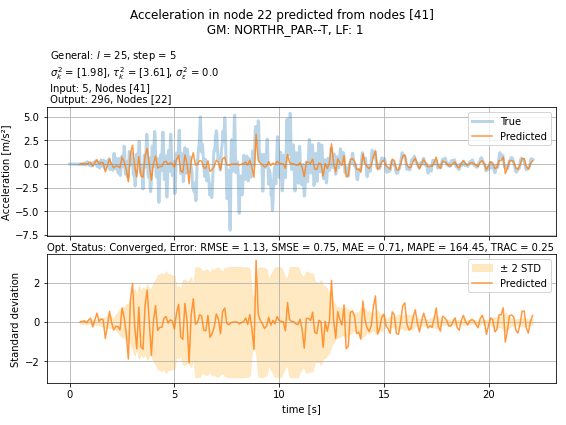 Acceleration in node 22 predicted from nodes [41]
GM: NORTHR_PAR--T, LF: 1
General: l = 25, step = 5
σ²ₖ = [1.98], τ²ₖ = [3.61], σ²ₑ = 0.0
Input: 5, Nodes [41]
Output: 296, Nodes [22]
Acceleration [m/s²]
5.0
2.5
0.0
−2.5
−5.0
−7.5
True
Predicted
Opt. Status: Converged, Error: RMSE = 1.13, SMSE = 0.75, MAE = 0.71, MAPE = 164.45, TRAC = 0.25
Standard deviation
2
0
−2
± 2 STD
Predicted
0
5
10
15
20
time [s]